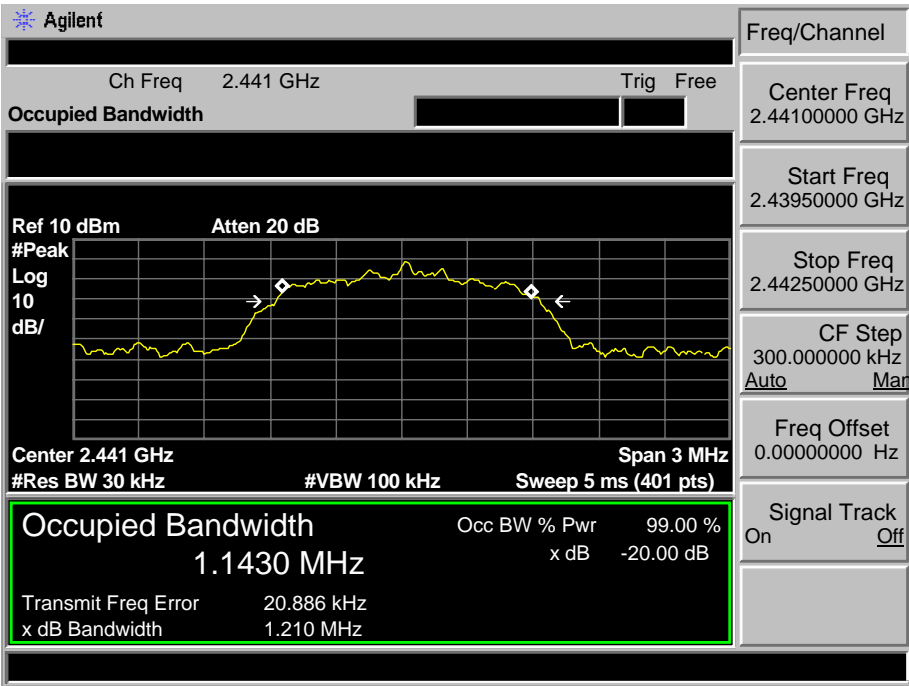 Agilent
Freq/Channel
Ch Freq 2.441 GHz Trig Free
Occupied Bandwidth
Center Freq
2.44100000 GHz
Start Freq
2.43950000 GHz
Stop Freq
2.44250000 GHz
CF Step
300.000000 kHz
Auto Man
Freq Offset
0.00000000 Hz
Signal Track
On Off
Ref 10 dBm Atten 20 dB
#Peak
Log
10
dB/
Center 2.441 GHz Span 3 MHz
#Res BW 30 kHz #VBW 100 kHz Sweep 5 ms (401 pts)
Occupied Bandwidth Occ BW % Pwr 99.00 %
1.1430 MHz x dB -20.00 dB
Transmit Freq Error 20.886 kHz
x dB Bandwidth 1.210 MHz